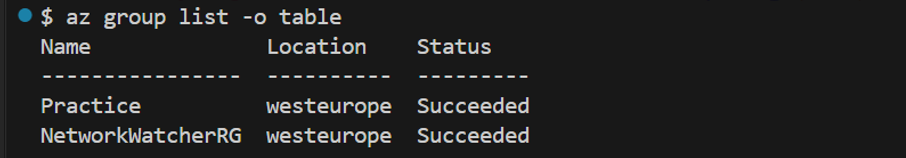 $ az group list -o table
Name              Location    Status
----------------  ----------  ---------
Practice          westeurope  Succeeded
NetworkWatcherRG  westeurope  Succeeded